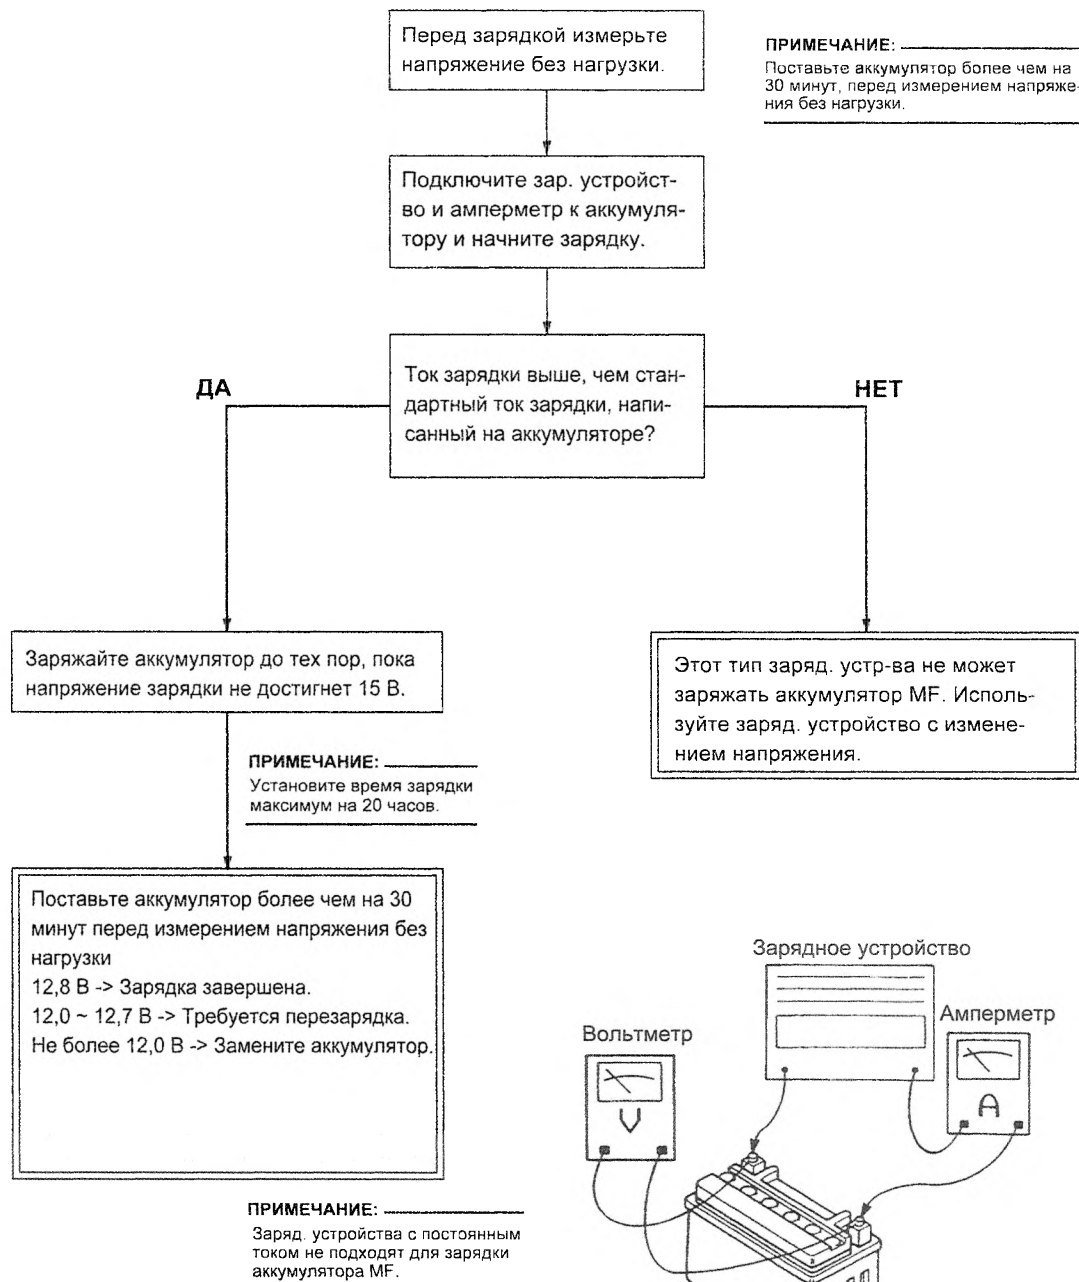 Перед зарядкой измерьте
напряжение без нагрузки.
ПРИМЕЧАНИЕ:
Поставьте аккумулятор более чем на
30 минут, перед измерением напряже-
ния без нагрузки.
Подключите зар. устройст-
во и амперметр к аккумуля-
тору и начните зарядку.
Ток зарядки выше, чем стан-
дартный ток зарядки, напи-
санный на аккумуляторе?
ДА
НЕТ
Заряжайте аккумулятор до тех пор, пока
напряжение зарядки не достигнет 15 В.
Этот тип заряд. устр-ва не может
заряжать аккумулятор MF. Исполь-
зуйте заряд. устройство с измене-
нием напряжения.
ПРИМЕЧАНИЕ:
Установите время зарядки
максимум на 20 часов.
Поставьте аккумулятор более чем на 30
минут перед измерением напряжения без
нагрузки
12,8 В -> Зарядка завершена.
12,0 ~ 12,7 В -> Требуется перезарядка.
Не более 12,0 В -> Замените аккумулятор.
Зарядное устройство
Амперметр
Вольтметр
V
A
ПРИМЕЧАНИЕ:
Заряд. устройства с постоянным
током не подходят для зарядки
аккумулятора MF.